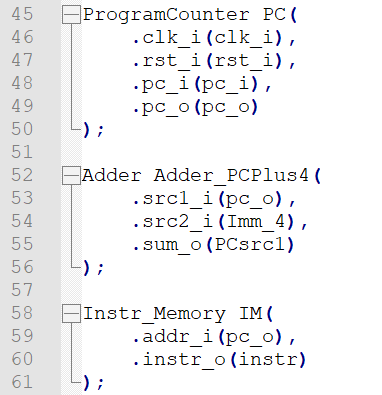 45 ProgramCounter PC(
46 .clk_i(clk_i),
47 .rst_i(rst_i),
48 .pc_i(pc_i),
49 .pc_o(pc_o)
50 );
51
52 Adder Adder_PCPlus4(
53 .src1_i(pc_o),
54 .src2_i(Imm_4),
55 .sum_o(PCsrc1)
56 );
57
58 Instr_Memory IM(
59 .addr_i(pc_o),
60 .instr_o(instr)
61 );